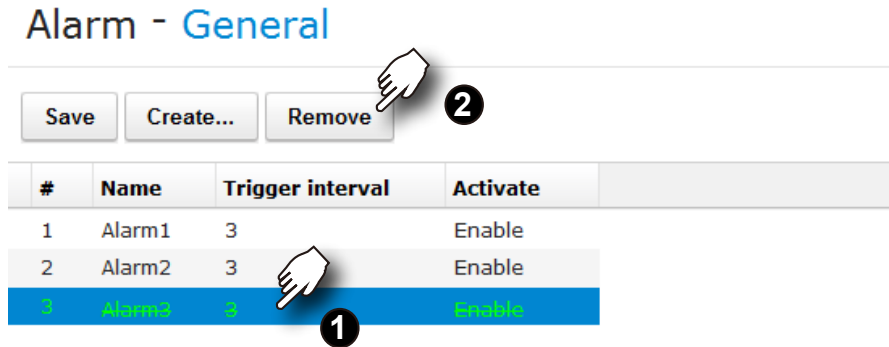 Alarm - General
Save Create... Remove 2
# Name Trigger interval Activate
1 Alarm1 3 Enable
2 Alarm2 3 Enable
3 Alarm3 3 Enable
1